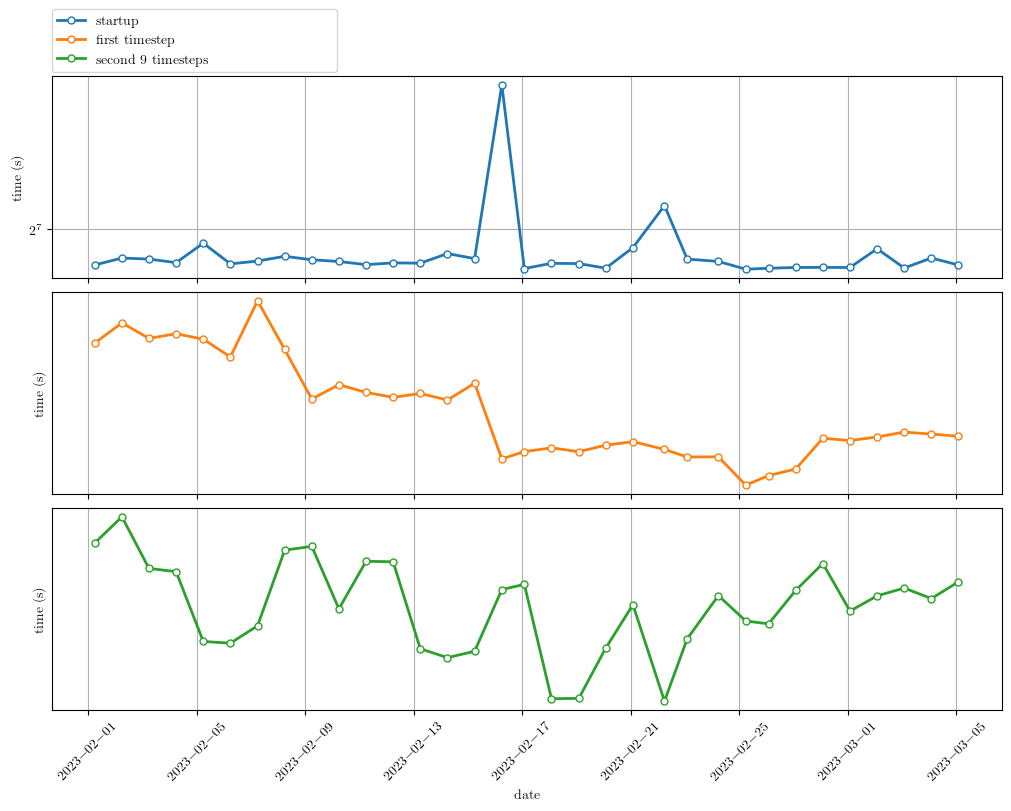 startup
first timestep
second 9 timesteps
time (s)
2^7
time (s)
time (s)
2023−02−01
2023−02−05
2023−02−09
2023−02−13
2023−02−17
2023−02−21
2023−02−25
2023−03−01
2023−03−05
date